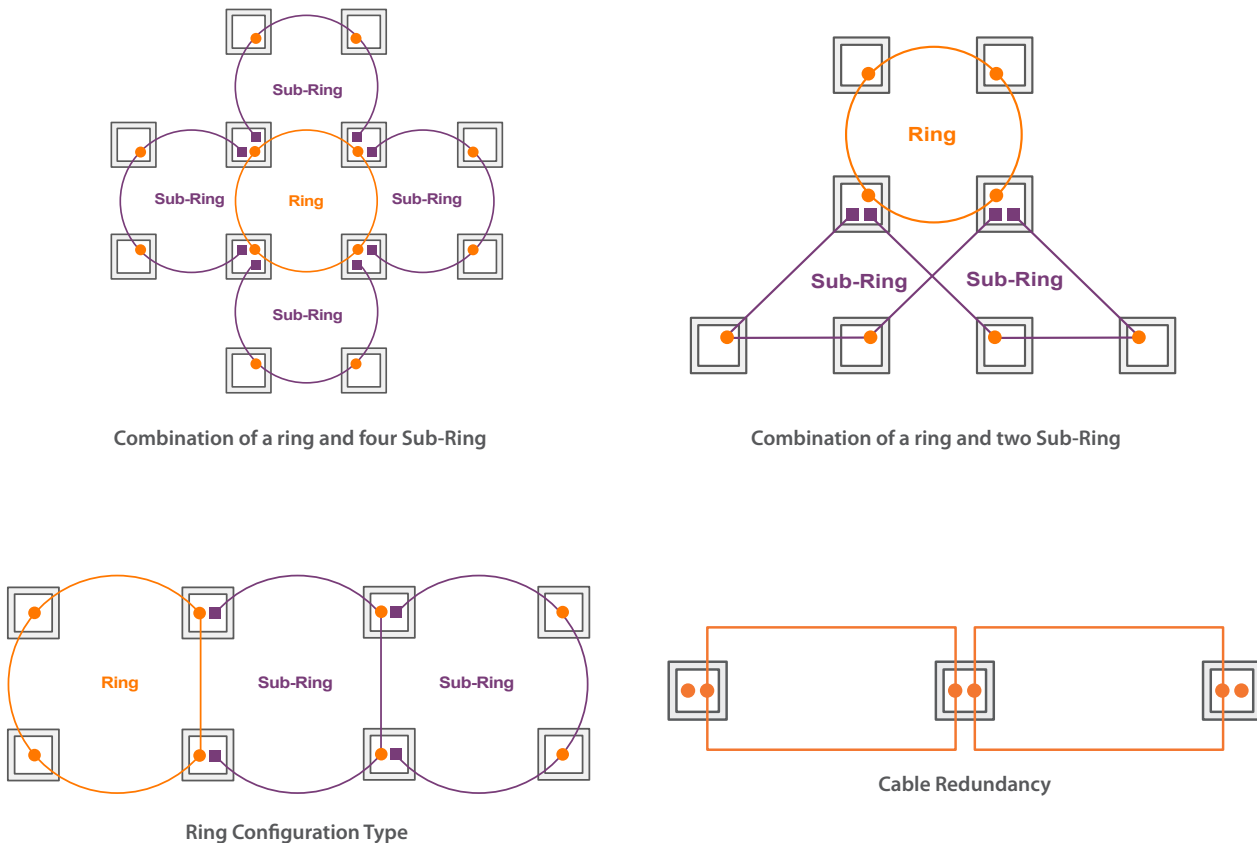 Sub-Ring
Sub-Ring
Ring
Sub-Ring
Sub-Ring
Combination of a ring and four Sub-Ring
Ring
Sub-Ring
Sub-Ring
Combination of a ring and two Sub-Ring
Ring
Sub-Ring
Sub-Ring
Ring Configuration Type
Cable Redundancy